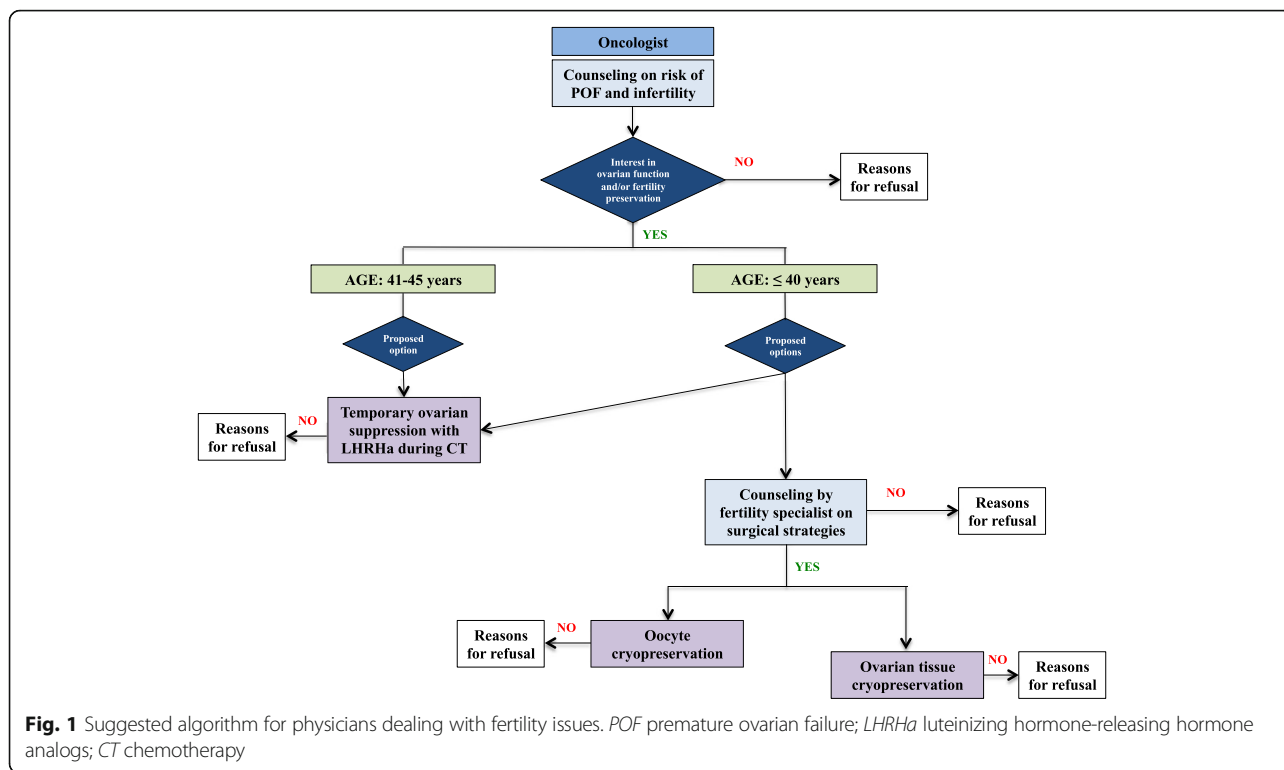 Oncologist
Counseling on risk of
POF and infertility
Interest in
ovarian function
and/or fertility
preservation
NO
Reasons
for refusal
YES
AGE: 41-45 years
AGE: ≤ 40 years
Proposed
option
Proposed
options
Reasons
for refusal
NO
Temporary ovarian
suppression with
LHRHa during CT
Counseling by
fertility specialist on
surgical strategies
NO
Reasons
for refusal
YES
Reasons
for refusal
NO
Oocyte
cryopreservation
Ovarian tissue
cryopreservation
NO
Reasons
for refusal
Fig. 1 Suggested algorithm for physicians dealing with fertility issues. POF premature ovarian failure; LHRHa luteinizing hormone-releasing hormone
analogs; CT chemotherapy